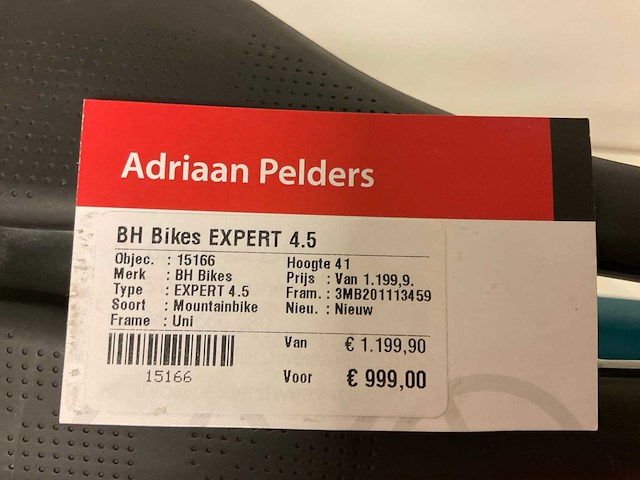 Adriaan Pelders
BH Bikes EXPERT 4.5
Objec. : 15166 Hoogte 41
Merk : BH Bikes Prijs : Van 1.199,9.
Type : EXPERT 4.5 Fram. : 3MB201113459
Soort : Mountainbike Nieu. : Nieuw
Frame : Uni
Van € 1.199,90
15166 Voor € 999,00